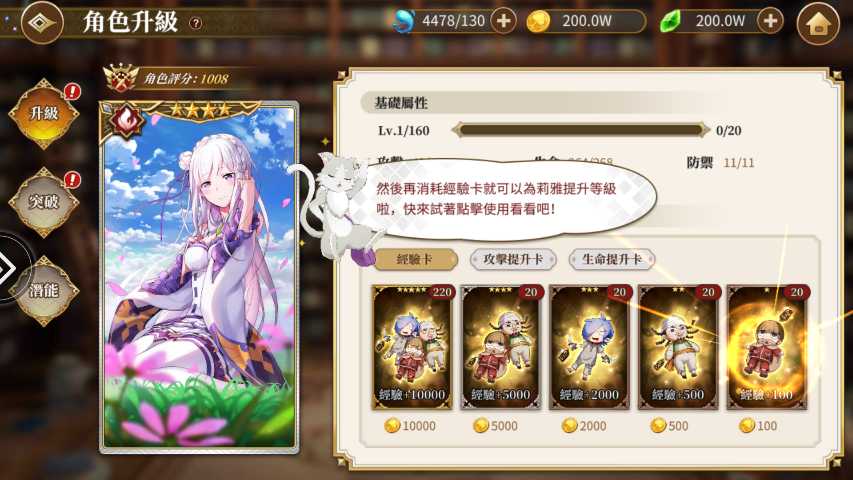 角色升級 ?
4478/130
200.0W
200.0W
升級
突破
潛能
角色評分：1008
基礎屬性
Lv.1/160
0/20
防禦 11/11
然後再消耗經驗卡就可以為莉雅提升等級
啦，快來試著點擊使用看看吧！
經驗卡
攻擊提升卡
生命提升卡
220
20
20
20
20
經驗+10000
經驗+5000
經驗+2000
經驗+500
經驗+100
10000
5000
2000
500
100